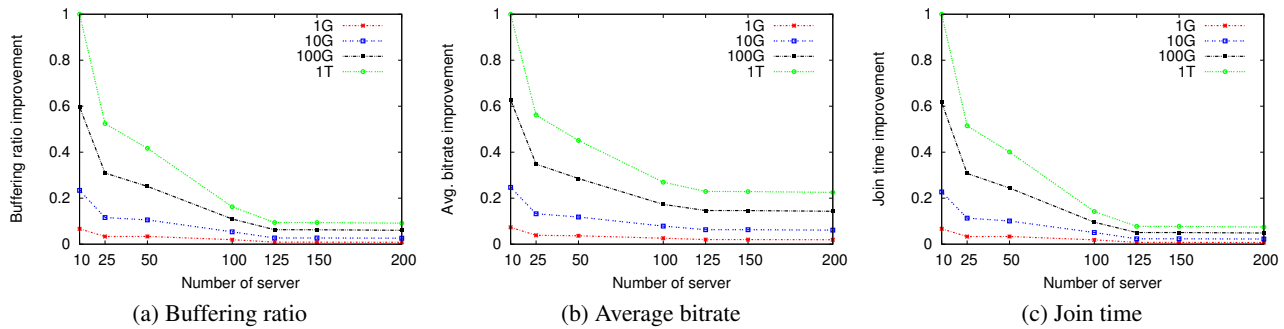 Buffering ratio improvement
1
0.8
0.6
0.4
0.2
0
10 25 50 100 125 150 200
Number of server
1G
10G
100G
1T
(a) Buffering ratio
Avg. bitrate improvement
1
0.8
0.6
0.4
0.2
0
10 25 50 100 125 150 200
Number of server
1G
10G
100G
1T
(b) Average bitrate
Join time improvement
1
0.8
0.6
0.4
0.2
0
10 25 50 100 125 150 200
Number of server
1G
10G
100G
1T
(c) Join time